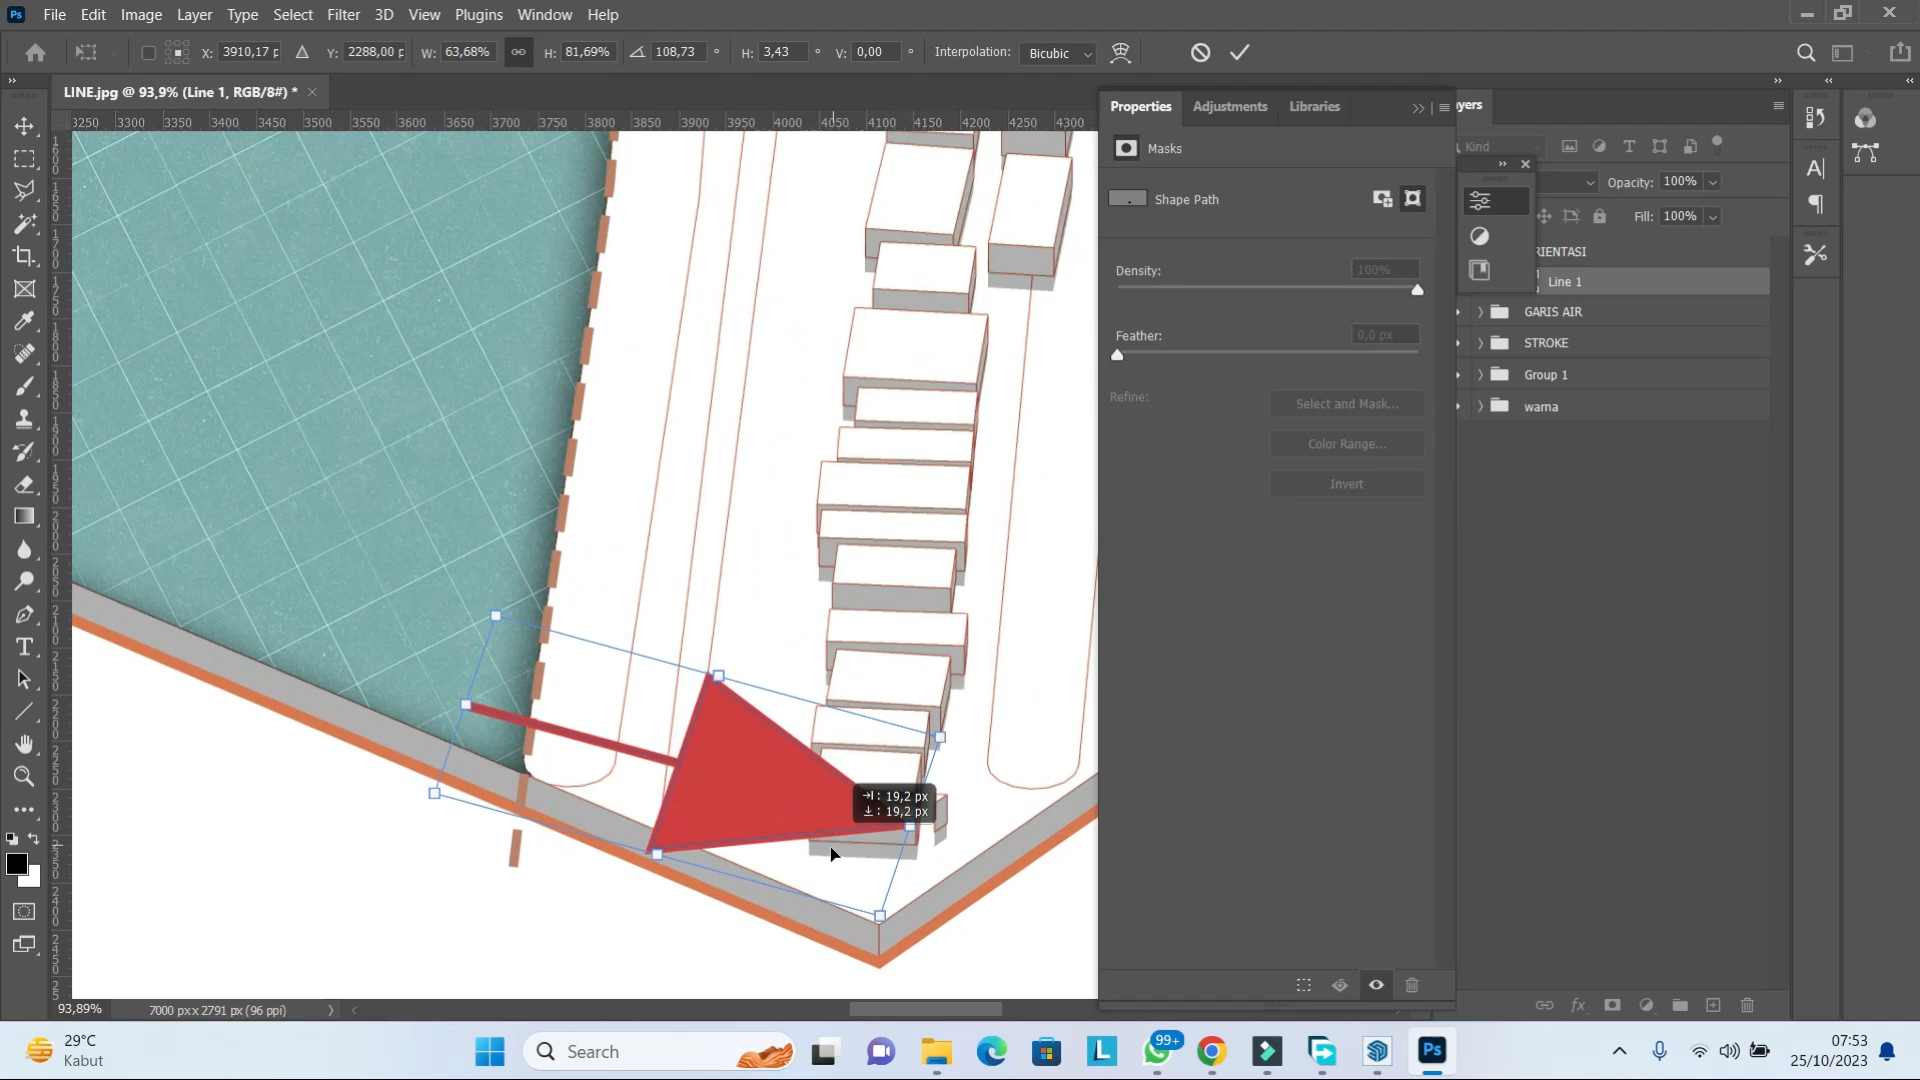 Ps File Edit Image Layer Type Select Filter 3D View Plugins Window Help
X: 3910,17 p Y: 2288,00 p W: 63,68% H: 81,69% 108,73 ° H: 3,43 ° V: 0,00 ° Interpolation: Bicubic
LINE.jpg @ 93,9% (Line 1, RGB/8#) *
3250 3300 3350 3400 3450 3500 3550 3600 3650 3700 3750 3800 3850 3900 3950 4000 4050 4100 4150 4200 4250 4300
Properties Adjustments Libraries
yers
Masks
Kind
Shape Path
Opacity: 100%
Fill: 100%
RIENTASI
Density: 100%
Line 1
GARIS AIR
Feather: 0,0 px
STROKE
Group 1
Refine: Select and Mask...
warna
Color Range...
Invert
→I : 19,2 px
: 19,2 px
93,89% 7000 px x 2791 px (96 ppi)
29°C
Kabut
Search
99+
Ps
07:53
25/10/2023